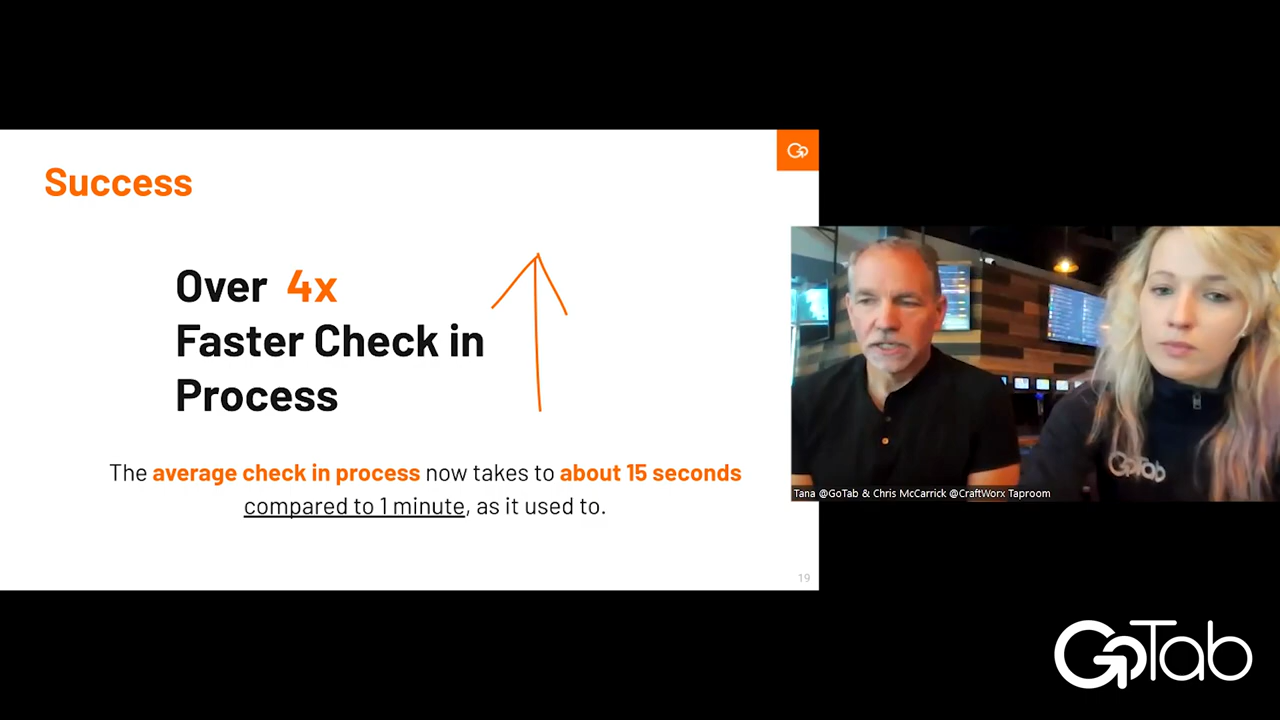 Success
Over 4x
Faster Check in
Process
The average check in process now takes to about 15 seconds
compared to 1 minute, as it used to.
19
GoTab
Tana @GoTab & Chris McCarrick @CraftWorx Taproom
GoTab